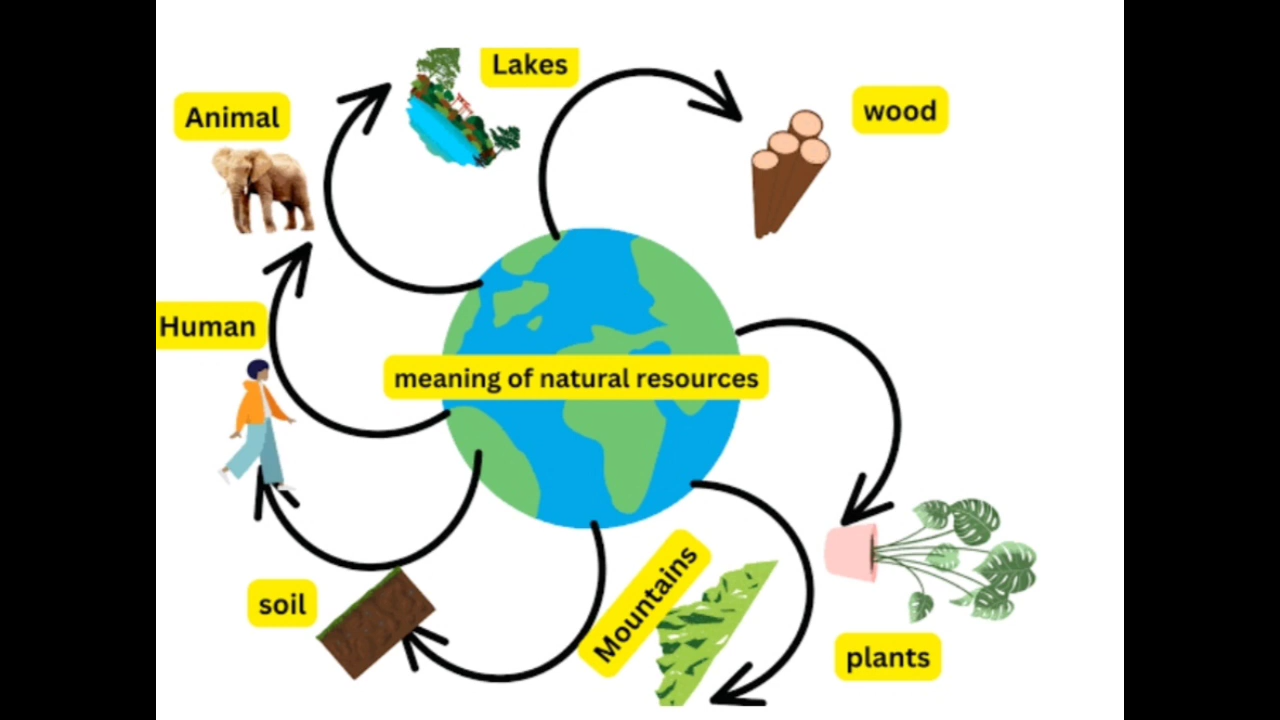 Lakes
wood
Animal
Human
meaning of natural resources
Mountains
soil
plants